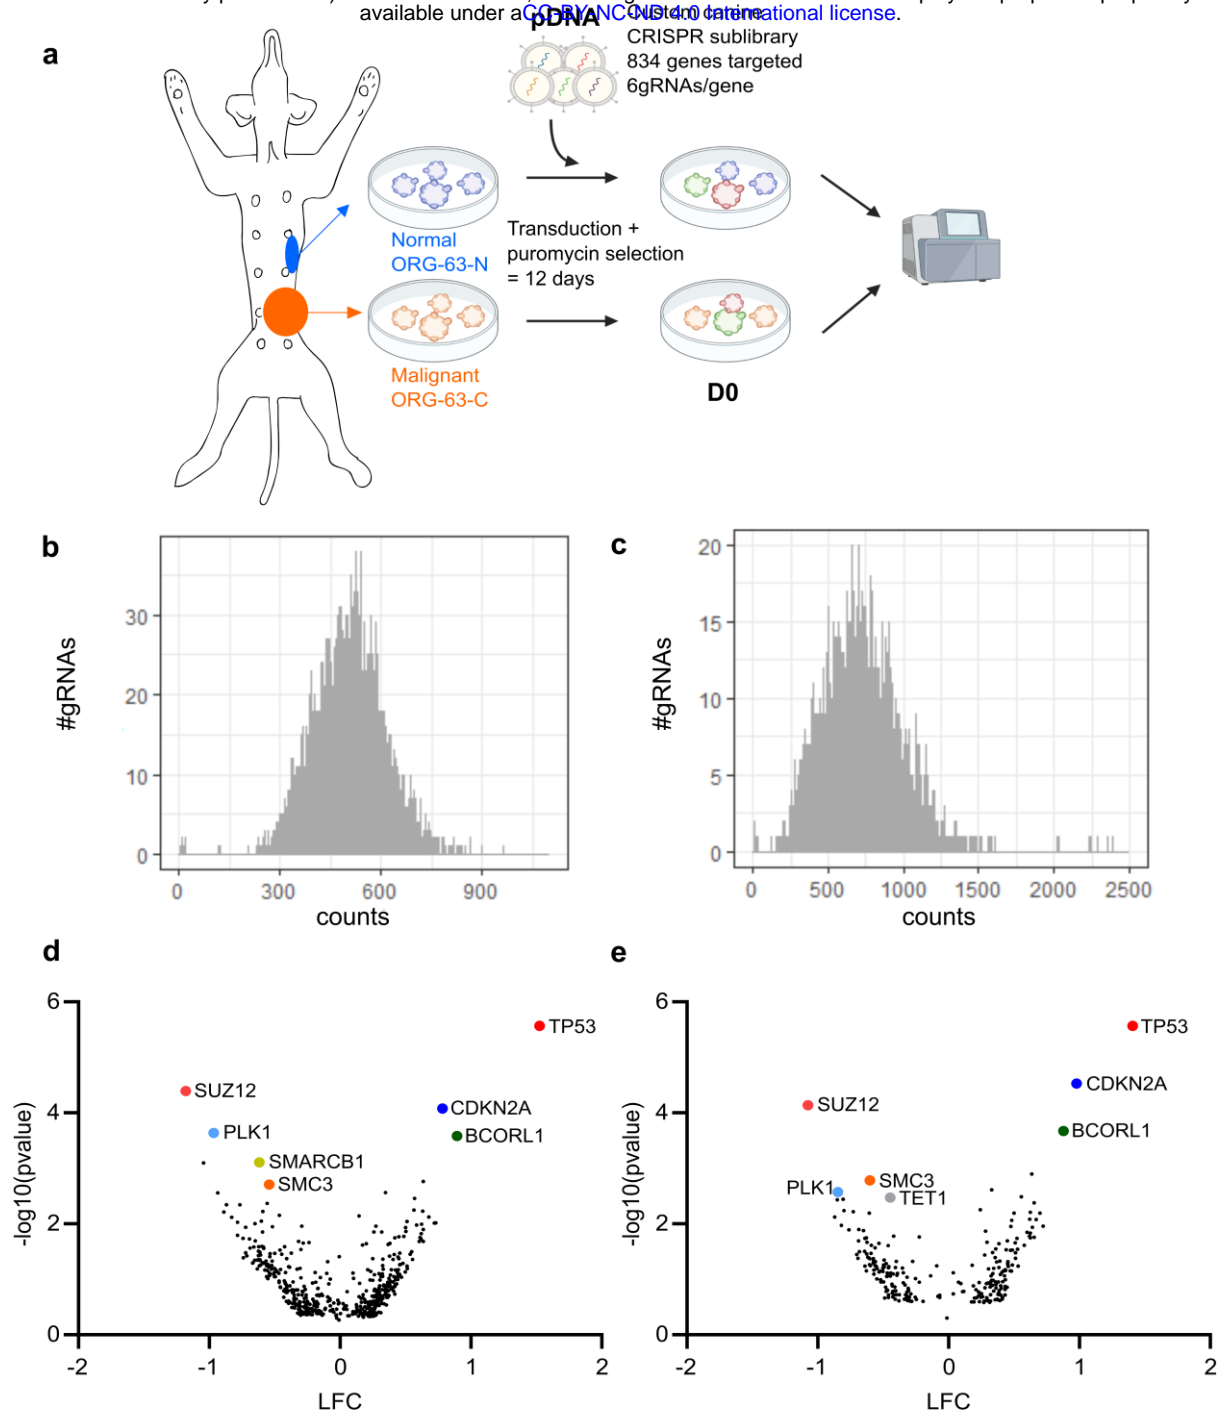 available under a CC-BY-NC-ND 4.0 International license.
a
pDNA
Custom canine
CRISPR sublibrary
834 genes targeted
6gRNAs/gene
Normal
ORG-63-N
Transduction +
puromycin selection
= 12 days
Malignant
ORG-63-C
D0
b
#gRNAs
30
20
10
0
0 300 600 900
counts
c
#gRNAs
20
15
10
5
0
0 500 1000 1500 2000 2500
counts
d
-log10(pvalue)
6
4
2
0
TP53
SUZ12
CDKN2A
PLK1
BCORL1
SMARCB1
SMC3
-2 -1 0 1 2
LFC
e
-log10(pvalue)
6
4
2
0
TP53
CDKN2A
SUZ12
BCORL1
PLK1
SMC3
TET1
-2 -1 0 1 2
LFC